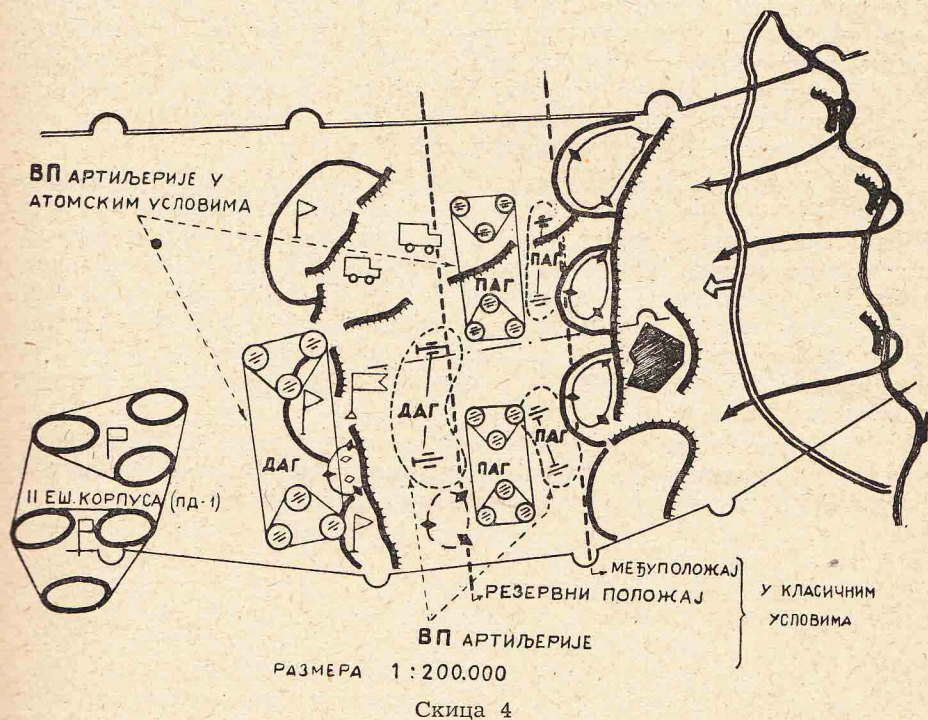 ВП АРТИЉЕРИЈЕ У
АТОМСКИМ УСЛОВИМА
ПАГ
ПАГ
ДАГ
ПАГ
ДАГ
ПАГ
II ЕШ. КОРПУСА (ПД-1)
МЕЂУПОЛОЖАЈ
РЕЗЕРВНИ ПОЛОЖАЈ
У КЛАСИЧНИМ
УСЛОВИМА
ВП АРТИЉЕРИЈЕ
РАЗМЕРА 1:200.000
Скица 4